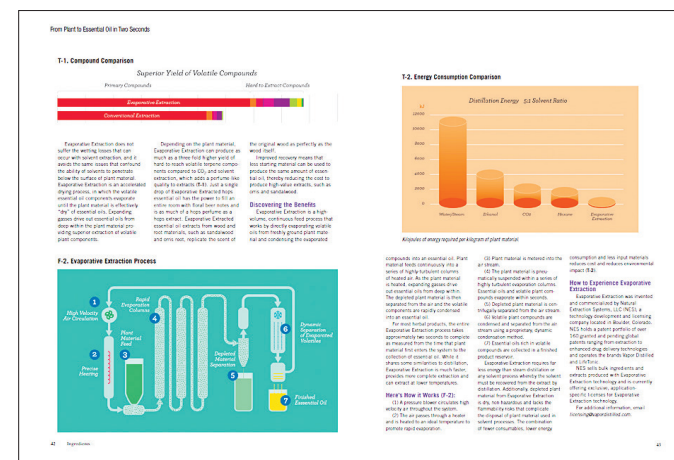 From Plant to Essential Oil in Two Seconds
T-1. Compound Comparison
Superior Yield of Volatile Compounds
Primary Compounds
Hard to Extract Compounds
Evaporative Extraction
Conventional Extraction
Evaporative Extraction does not
suffer the wetting losses that can
occur with solvent extraction, and it
avoids the same issues that confound
the ability of solvents to penetrate
below the surface of plant material.
Evaporative Extraction is an accelerated
drying process, in which the volatile
essential oil components evaporate
until the plant material is effectively
"dry" of essential oils. Expanding
gasses drive out essential oils from
deep within the plant material pro-
viding superior extraction of volatile
plant components.
Depending on the plant material,
Evaporative Extraction can produce as
much as a three-fold higher yield of
hard to reach volatile terpene compo-
nents compared to CO₂ and solvent
extraction, which adds a perfume-like
quality to extracts (T-1). Just a single
drop of Evaporative Extracted hops
essential oil has the power to fill an
entire room with floral beer notes and
is as much of a hops perfume as a
hops extract. Evaporative Extracted
essential oil extracts from wood and
root materials, such as sandalwood
and orris root, replicate the scent of
the original wood as perfectly as the
wood itself.
Improved recovery means that
less starting material can be used to
produce the same amount of essen-
tial oil, thereby reducing the cost to
produce high-value extracts, such as
orris and sandalwood.
Discovering the Benefits
Evaporative Extraction is a high-
volume, continuous feed process that
works by directly evaporating volatile
oils from freshly ground plant mate-
rial and condensing the evaporated
F-2. Evaporative Extraction Process
1
High Velocity
Air Circulation
2
Precise
Heating
3
Plant
Material
Feed
4
Rapid
Evaporation
Columns
5
Depleted
Material
Separation
6
Dynamic
Separation
of Evaporated
Volatiles
7
Finished
Essential Oil
T-2. Energy Consumption Comparison
Distillation Energy 5:1 Solvent Ratio
Water/Steam
Ethanol
CO₂
Hexane
Evaporative
Extraction
Kilojoules of energy required per kilogram of plant material
compounds into an essential oil. Plant
material feeds continuously into a
series of highly turbulent columns
of heated air. As the plant material
is heated, expanding gasses drive
out essential oils from deep within.
The depleted plant material is then
separated from the air and the volatile
components are rapidly condensed
into an essential oil.
For most herbal products, the entire
Evaporative Extraction process takes
approximately two seconds to complete
as measured from the time that plant
material first enters the system to the
collection of essential oil. While it
shares some similarities to distillation,
Evaporative Extraction is much faster,
provides more complete extraction and
can extract at lower temperatures.
Here's How it Works (F-2):
(1) A pressure blower circulates high
velocity air throughout the system.
(2) The air passes through a heater
and is heated to an ideal temperature to
promote rapid evaporation.
(3) Plant material is metered into the
air stream.
(4) The plant material is pneu-
matically suspended within a series of
highly turbulent evaporation columns.
Essential oils and volatile plant com-
pounds evaporate within seconds.
(5) Depleted plant material is cen-
trifugally separated from the air stream.
(6) Volatile plant compounds are
condensed and separated from the air
stream using a proprietary, dynamic
condensation method.
(7) Essential oils rich in volatile
compounds are collected in a finished
product reservoir.
Evaporative Extraction requires far
less energy than steam distillation or
any solvent process whereby the solvent
must be recovered from the extract by
distillation. Additionally, depleted plant
material from Evaporative Extraction
is dry, non hazardous and lacks the
flammability risks that complicate
the disposal of plant material used in
solvent processes. The combination
of fewer consumables, lower energy
consumption and less input materials
reduces cost and reduces environmental
impact (T-2).
How to Experience Evaporative
Extraction
Evaporative Extraction was invented
and commercialized by Natural
Extraction Systems, LLC (NES), a
technology development and licensing
company located in Boulder, Colorado.
NES holds a patent portfolio of over
160 granted and pending global
patents ranging from extraction to
enhanced drug delivery technologies
and operates the brands Vapor Distilled
and LifeTonic.
NES sells bulk ingredients and
extracts produced with Evaporative
Extraction technology and is currently
offering exclusive, application-
specific licenses for Evaporative
Extraction technology.
For additional information, email
licensing@vapordistilled.com.